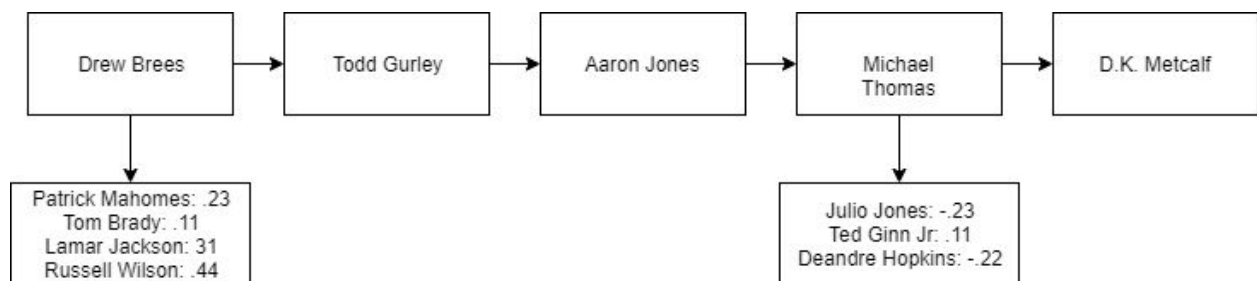 Drew Brees
Todd Gurley
Aaron Jones
Michael
Thomas
D.K. Metcalf
Patrick Mahomes: .23
Tom Brady: .11
Lamar Jackson: 31
Russell Wilson: .44
Julio Jones: -.23
Ted Ginn Jr: .11
Deandre Hopkins: -.22